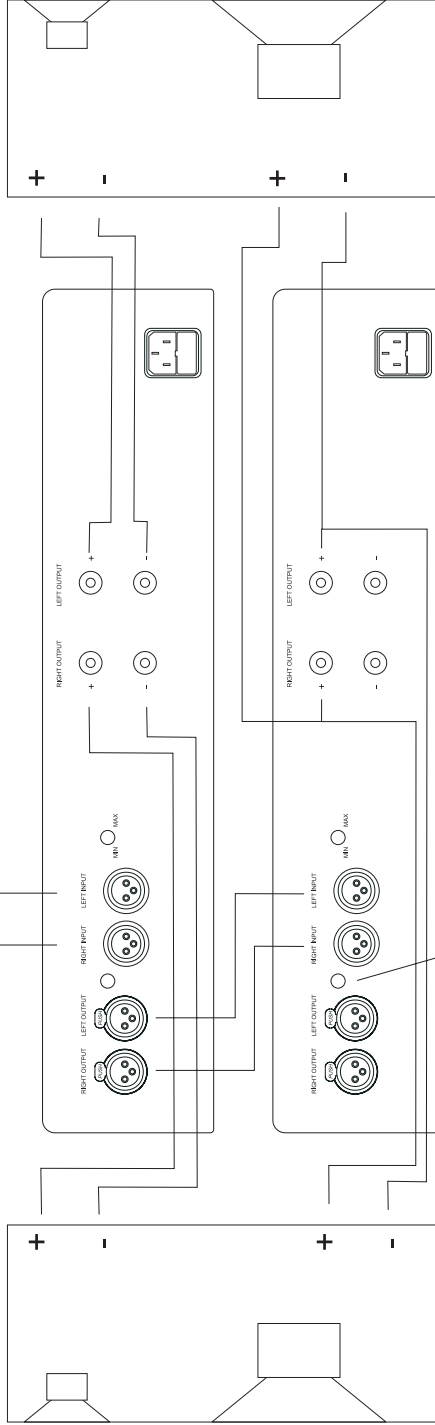 + - + -
LEFT OUTPUT + -
RIGHT OUTPUT + -
MIN MAX
LEFT INPUT
RIGHT INPUT
LEFT OUTPUT PUSH
RIGHT OUTPUT PUSH
LEFT OUTPUT + -
RIGHT OUTPUT + -
MIN MAX
LEFT INPUT
RIGHT INPUT
LEFT OUTPUT PUSH
RIGHT OUTPUT PUSH
+ - + -